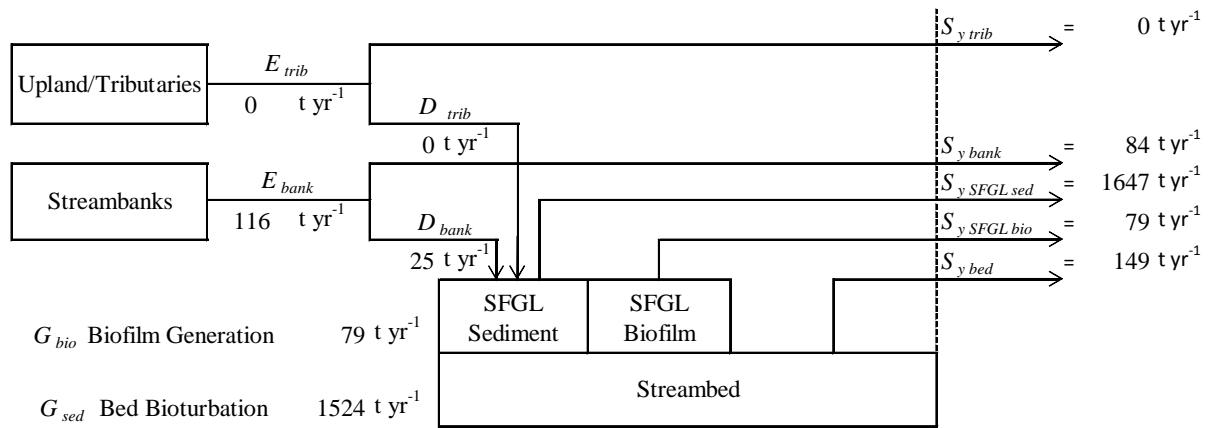 S y trib = 0 t yr-1
Upland/Tributaries
E trib
0 t yr-1
D trib
0 t yr-1
S y bank = 84 t yr-1
Streambanks
E bank
116 t yr-1
S y SFGL sed = 1647 t yr-1
D bank
25 t yr-1
S y SFGL bio = 79 t yr-1
S y bed = 149 t yr-1
SFGL
Sediment
SFGL
Biofilm
G bio Biofilm Generation 79 t yr-1
Streambed
G sed Bed Bioturbation 1524 t yr-1